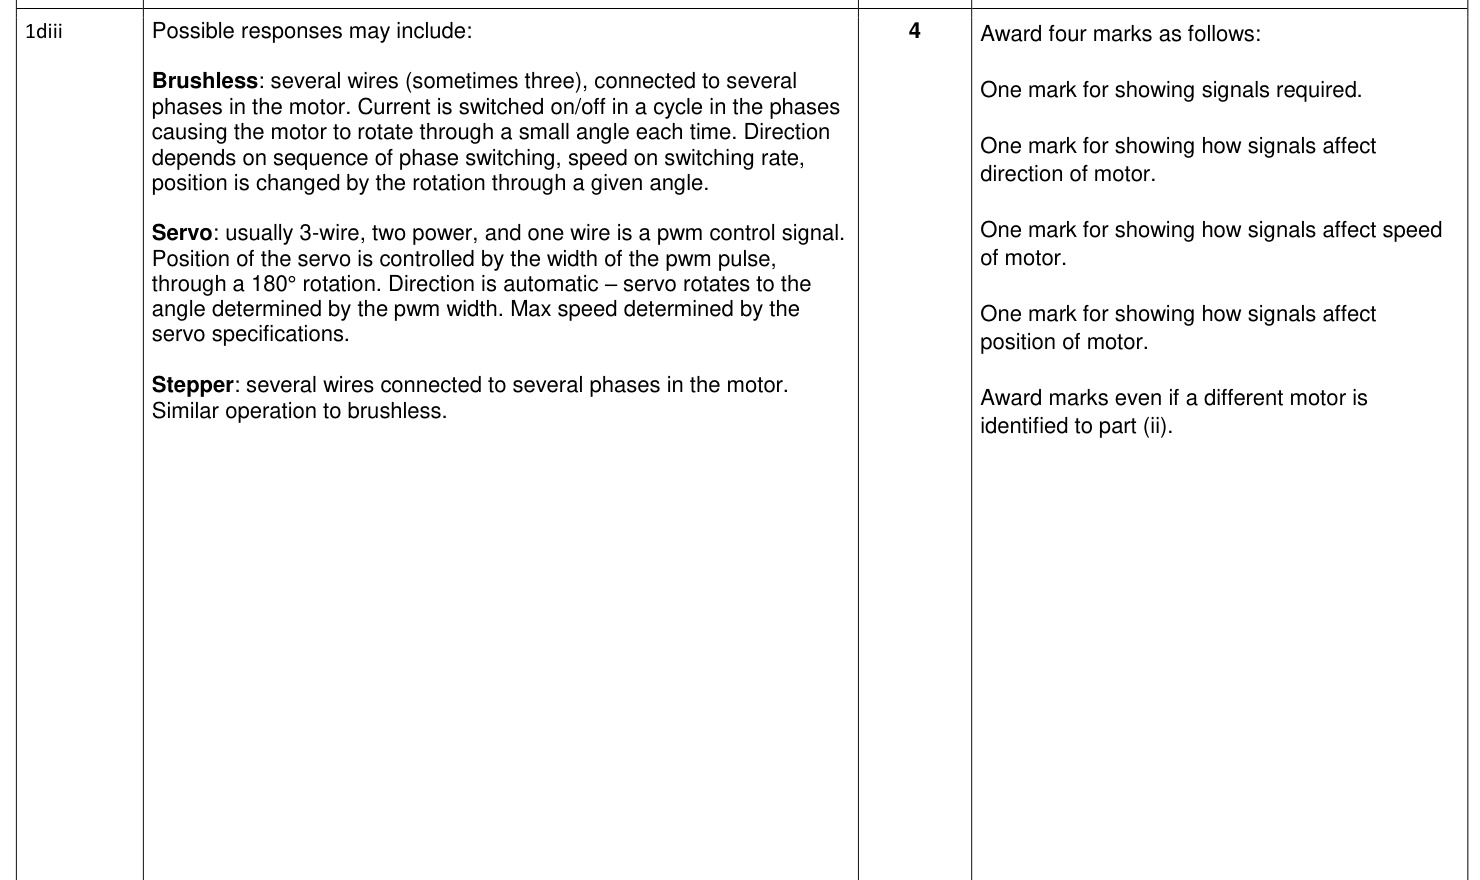 1diii
Possible responses may include:
Brushless: several wires (sometimes three), connected to several
phases in the motor. Current is switched on/off in a cycle in the phases
causing the motor to rotate through a small angle each time. Direction
depends on sequence of phase switching, speed on switching rate,
position is changed by the rotation through a given angle.
Servo: usually 3-wire, two power, and one wire is a pwm control signal.
Position of the servo is controlled by the width of the pwm pulse,
through a 180° rotation. Direction is automatic – servo rotates to the
angle determined by the pwm width. Max speed determined by the
servo specifications.
Stepper: several wires connected to several phases in the motor.
Similar operation to brushless.
4
Award four marks as follows:
One mark for showing signals required.
One mark for showing how signals affect
direction of motor.
One mark for showing how signals affect speed
of motor.
One mark for showing how signals affect
position of motor.
Award marks even if a different motor is
identified to part (ii).